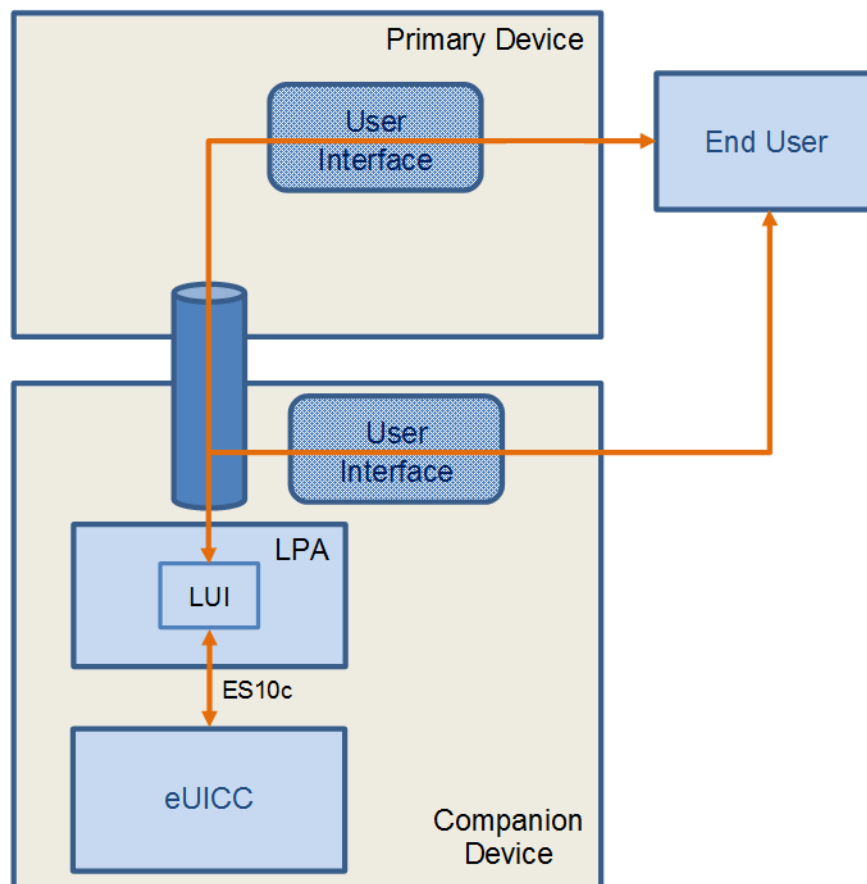 Primary Device
User
Interface
End User
User
Interface
LPA
LUI
ES10c
eUICC
Companion
Device